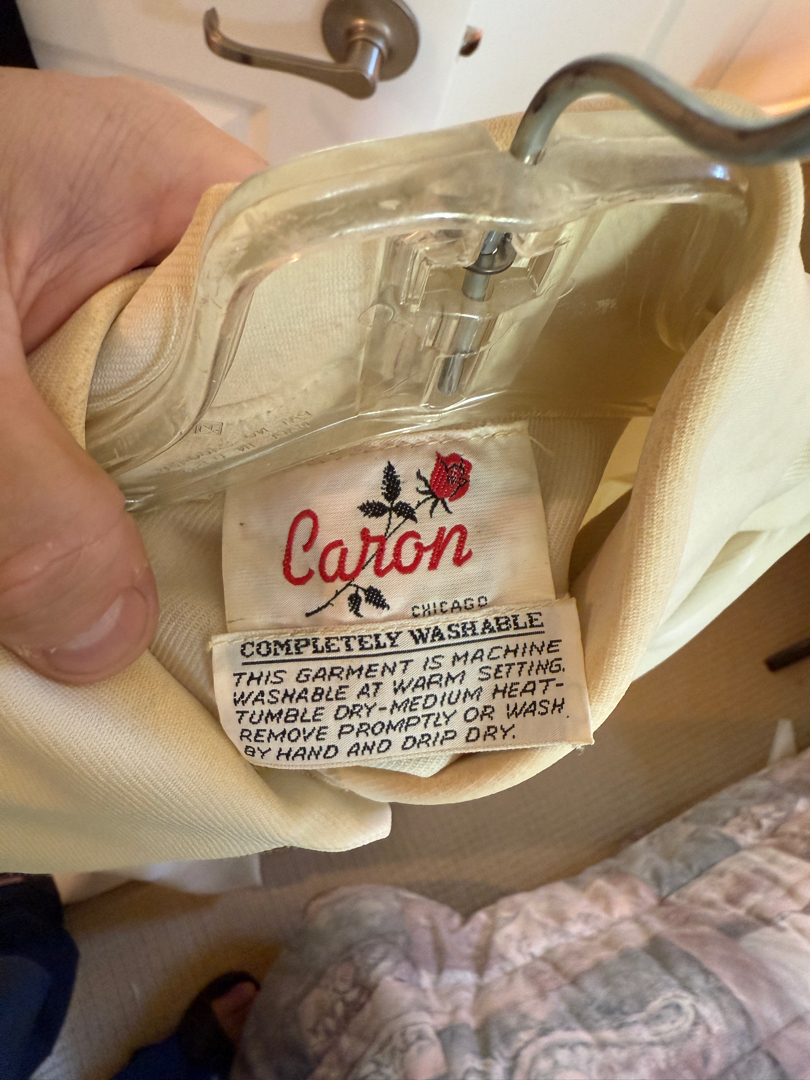 Caron
CHICAGO
COMPLETELY WASHABLE
THIS GARMENT IS MACHINE
WASHABLE AT WARM SETTING.
TUMBLE DRY-MEDIUM HEAT-
REMOVE PROMPTLY OR WASH
BY HAND AND DRIP DRY.